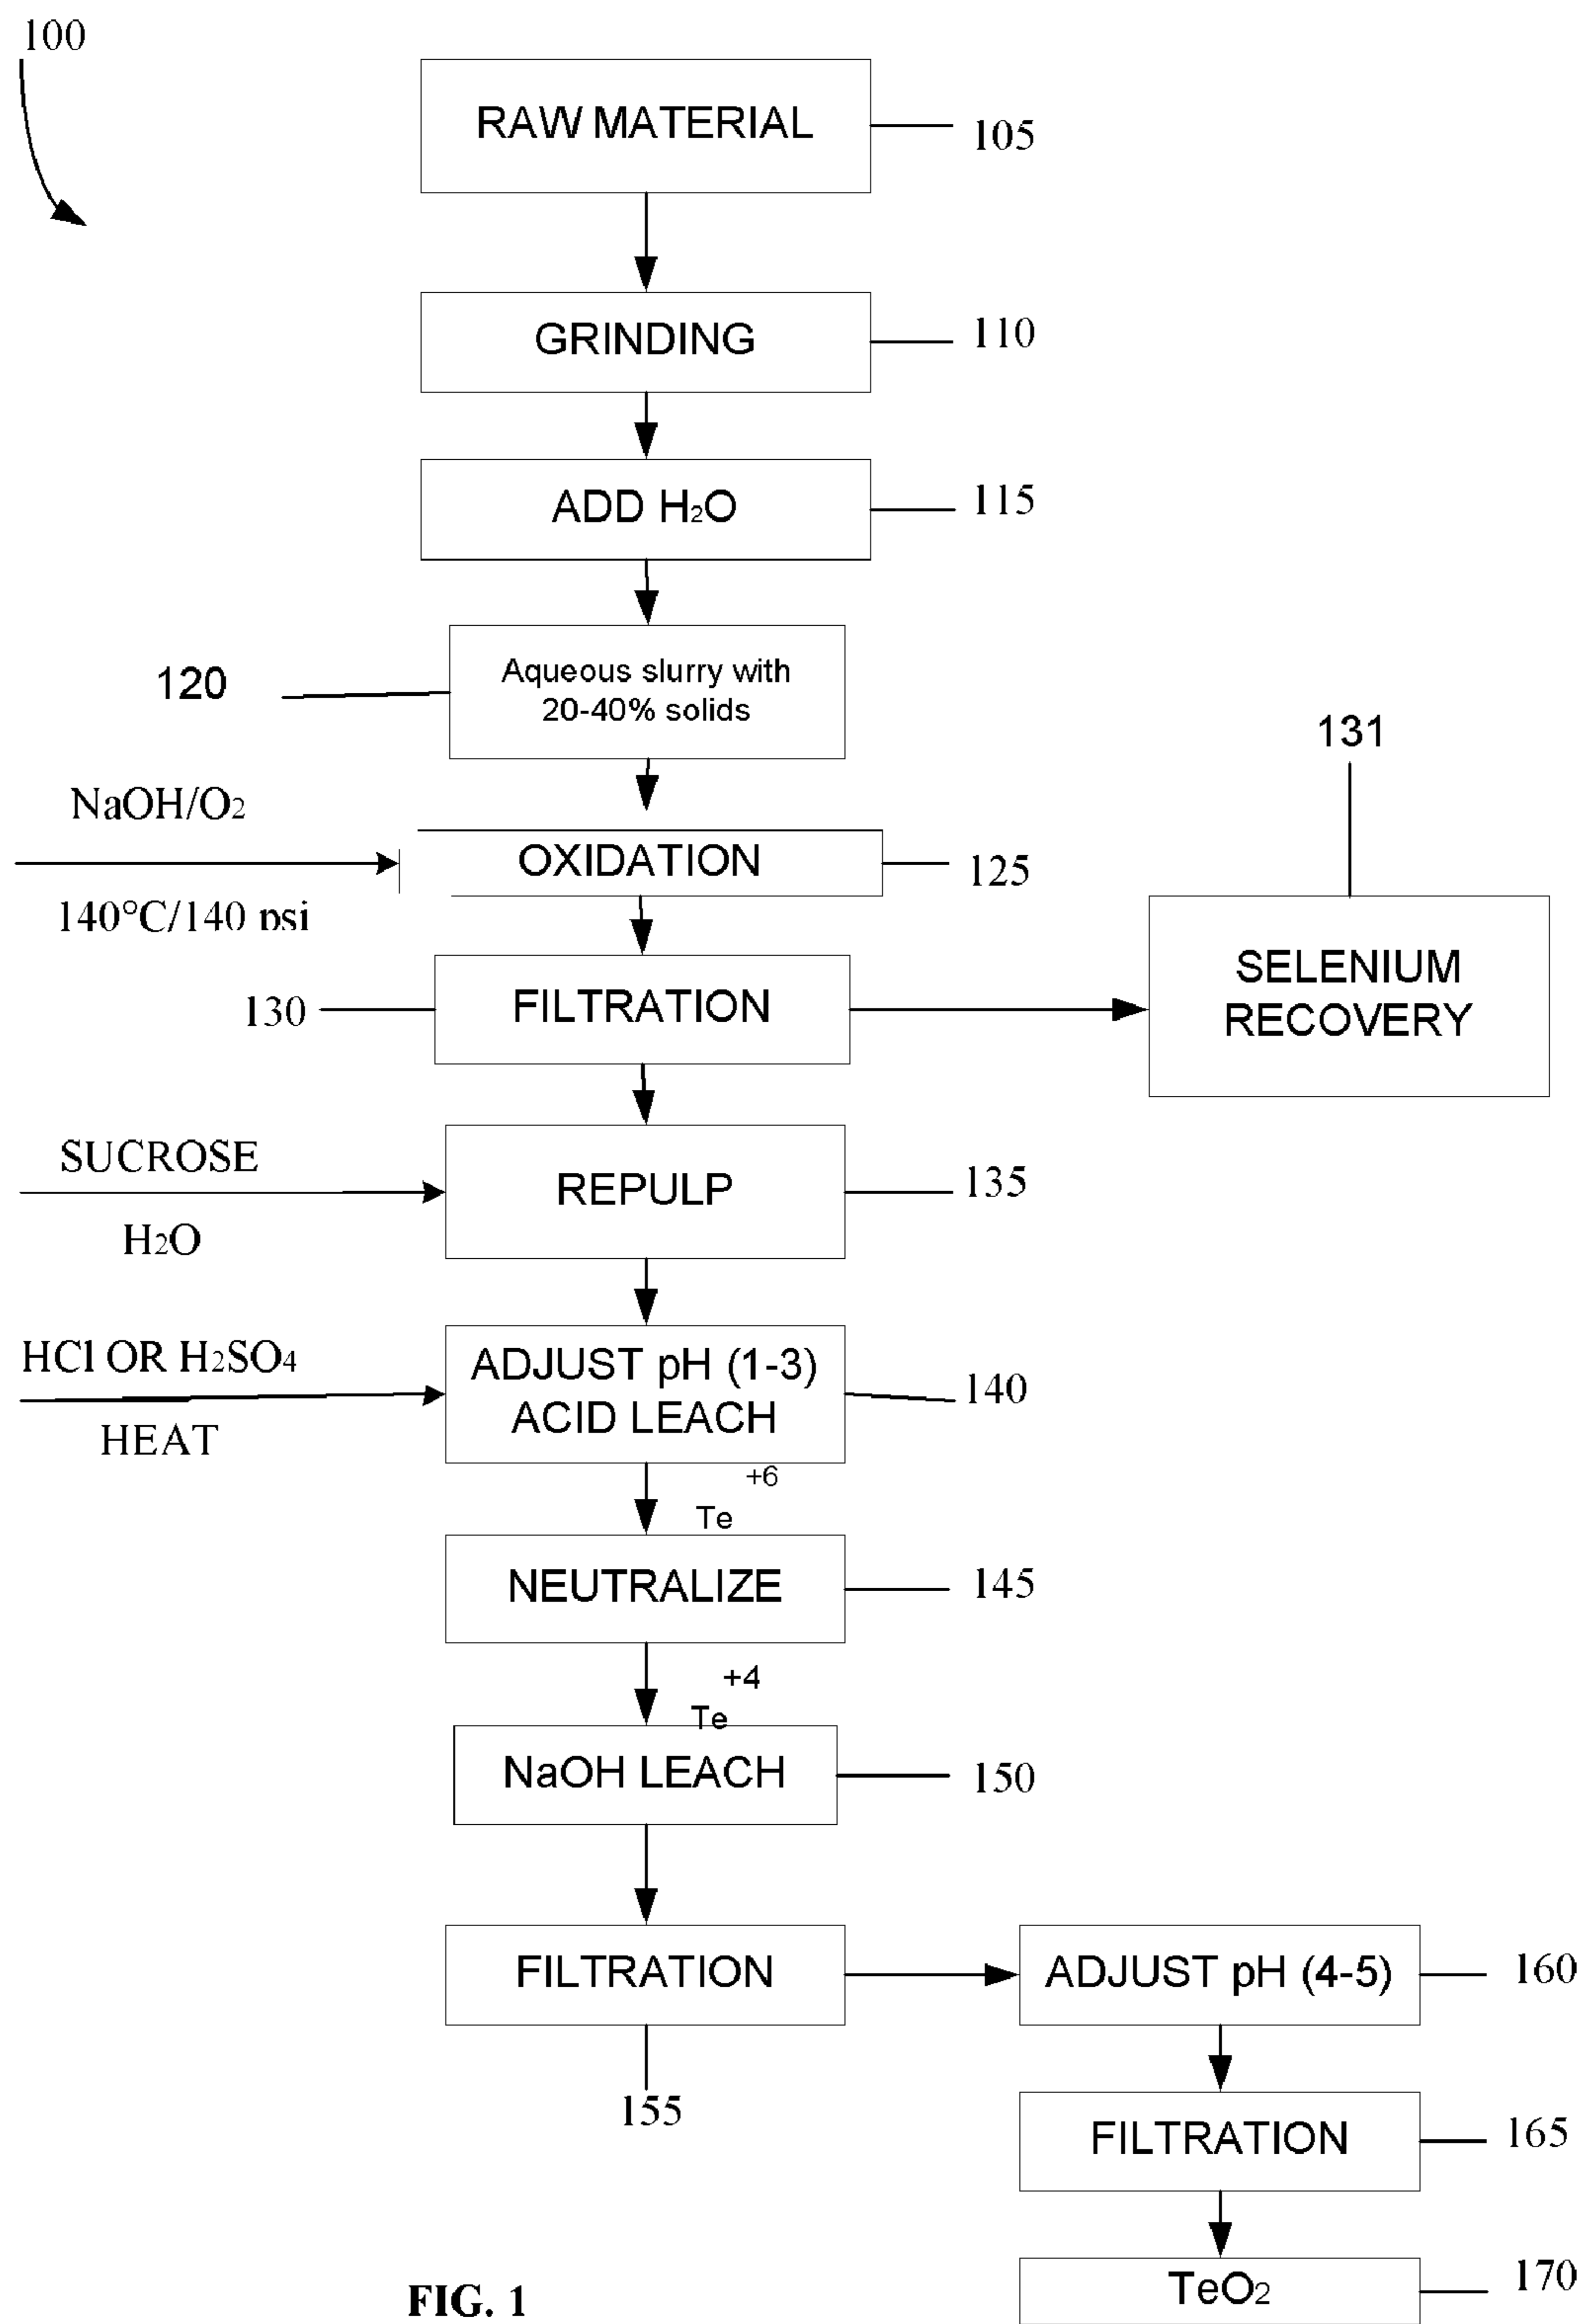 100
RAW MATERIAL
105
GRINDING
110
ADD H₂O
115
120
Aqueous slurry with
20-40% solids
131
NaOH/O₂
OXIDATION
125
140°C/140 psi
SELENIUM
RECOVERY
130
FILTRATION
SUCROSE
REPULP
135
H₂O
HCl OR H₂SO₄
ADJUST pH (1-3)
ACID LEACH
140
HEAT
Te⁺⁶
NEUTRALIZE
145
Te⁺⁴
NaOH LEACH
150
FILTRATION
ADJUST pH (4-5)
160
155
FILTRATION
165
TeO₂
170
FIG. 1